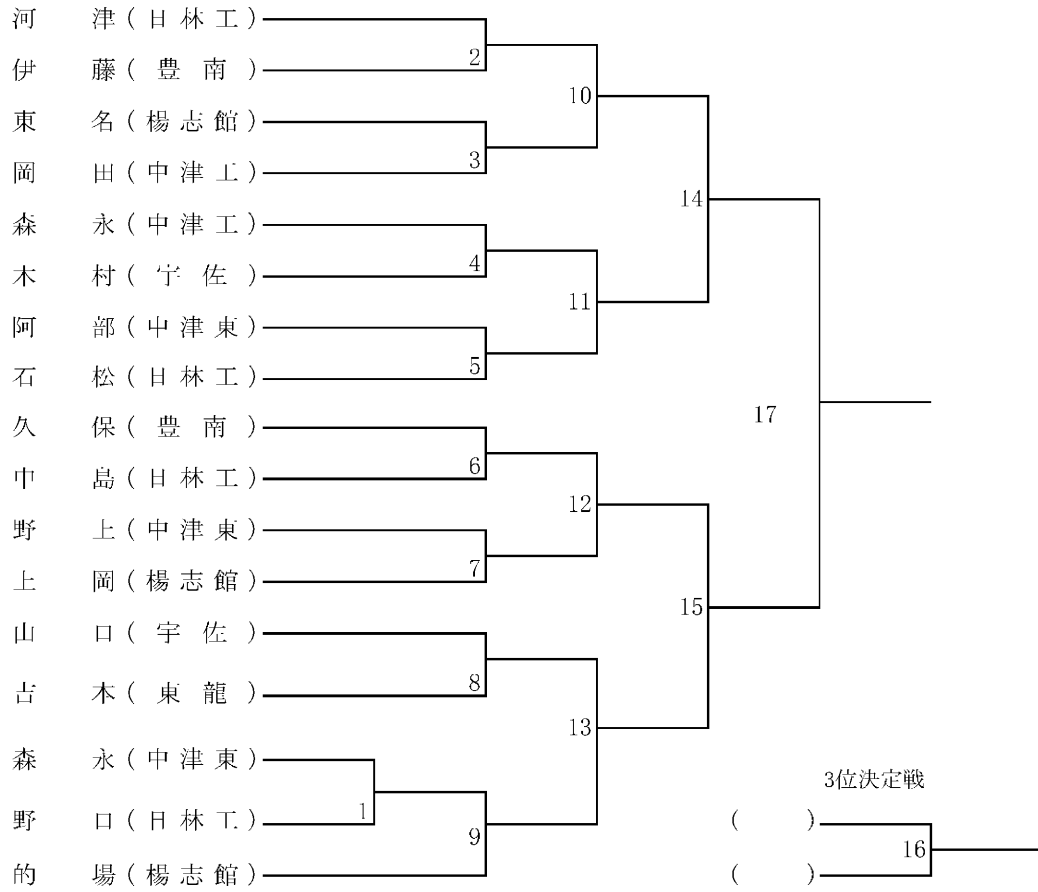 河津(日林工)
2
伊藤(豊南)
10
東名(楊志館)
3
岡田(中津工)
14
森永(中津工)
4
木村(宇佐)
11
阿部(中津東)
5
石松(日林工)
久保(豊南)
17
6
中島(日林工)
12
野上(中津東)
7
上岡(楊志館)
15
山口(宇佐)
8
吉本(東龍)
13
森永(中津東)
3位決定戦
1
野口(日林工)
( )
9
16
的場(楊志館)
( )